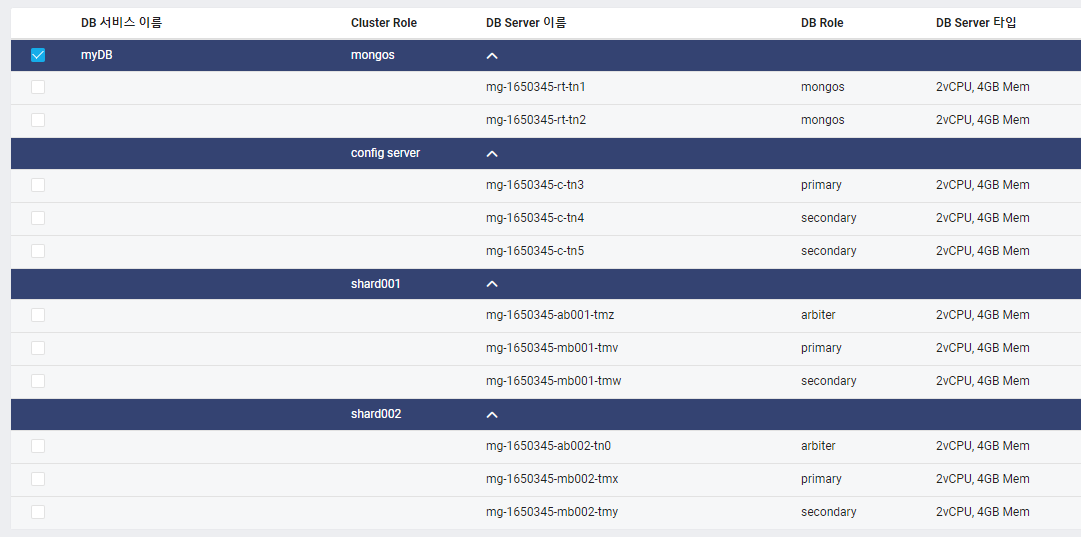 DB 서비스 이름 Cluster Role DB Server 이름 DB Role DB Server 타입
myDB mongos
mg-1650345-rt-tn1 mongos 2vCPU, 4GB Mem
mg-1650345-rt-tn2 mongos 2vCPU, 4GB Mem
config server
mg-1650345-c-tn3 primary 2vCPU, 4GB Mem
mg-1650345-c-tn4 secondary 2vCPU, 4GB Mem
mg-1650345-c-tn5 secondary 2vCPU, 4GB Mem
shard001
mg-1650345-ab001-tmz arbiter 2vCPU, 4GB Mem
mg-1650345-mb001-tmv primary 2vCPU, 4GB Mem
mg-1650345-mb001-tmw secondary 2vCPU, 4GB Mem
shard002
mg-1650345-ab002-tn0 arbiter 2vCPU, 4GB Mem
mg-1650345-mb002-tmx primary 2vCPU, 4GB Mem
mg-1650345-mb002-tmy secondary 2vCPU, 4GB Mem